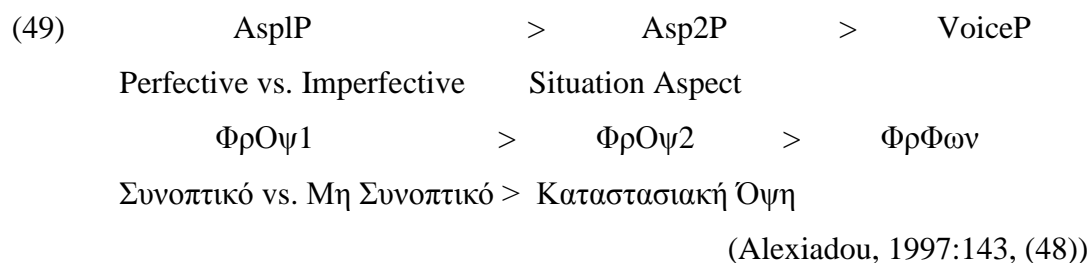 (49) AsplP > Asp2P > VoiceP
Perfective vs. Imperfective Situation Aspect
ΦρΟψ1 > ΦρΟψ2 > ΦρΦων
Συνοπτικό vs. Μη Συνοπτικό > Καταστασιακή Όψη
(Alexiadou, 1997:143, (48))